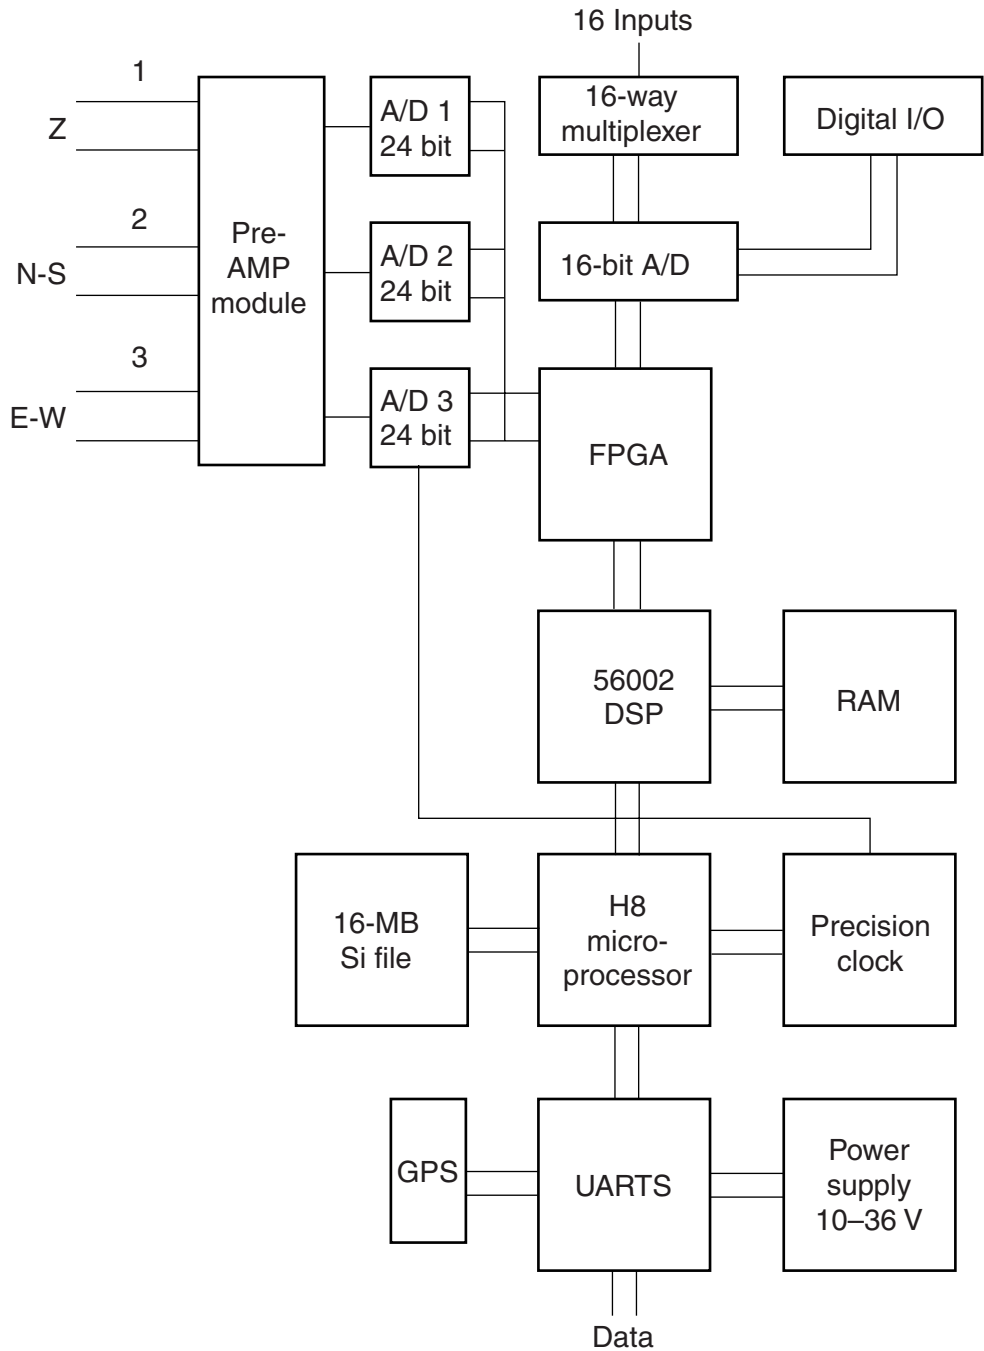 16 Inputs
1
Z
2
N-S
3
E-W
Pre-
AMP
module
A/D 1
24 bit
A/D 2
24 bit
A/D 3
24 bit
16-way
multiplexer
Digital I/O
16-bit A/D
FPGA
56002
DSP
RAM
16-MB
Si file
H8
micro-
processor
Precision
clock
GPS
UARTS
Power
supply
10–36 V
Data